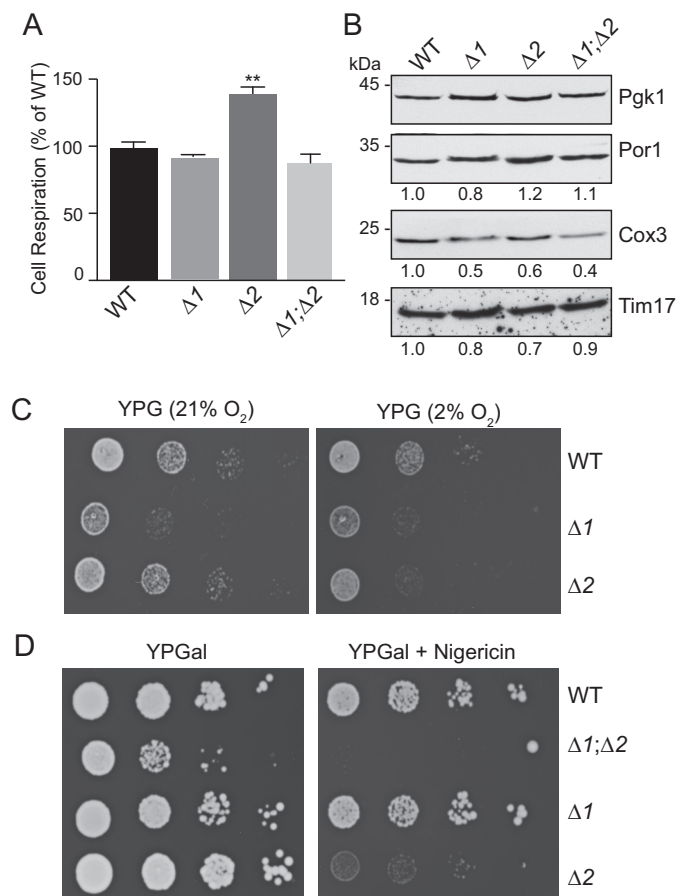 A
Cell Respiration (% of WT)
150
100
50
0
**
WT
Δ1
Δ2
Δ1;Δ2
B
kDa
WT
Δ1
Δ2
Δ1;Δ2
45 -
Pgk1
35 -
Por1
1.0 0.8 1.2 1.1
25 -
Cox3
1.0 0.5 0.6 0.4
18 -
Tim17
1.0 0.8 0.7 0.9
C
YPG (21% O₂)
YPG (2% O₂)
WT
Δ1
Δ2
D
YPGal
YPGal + Nigericin
WT
Δ1;Δ2
Δ1
Δ2